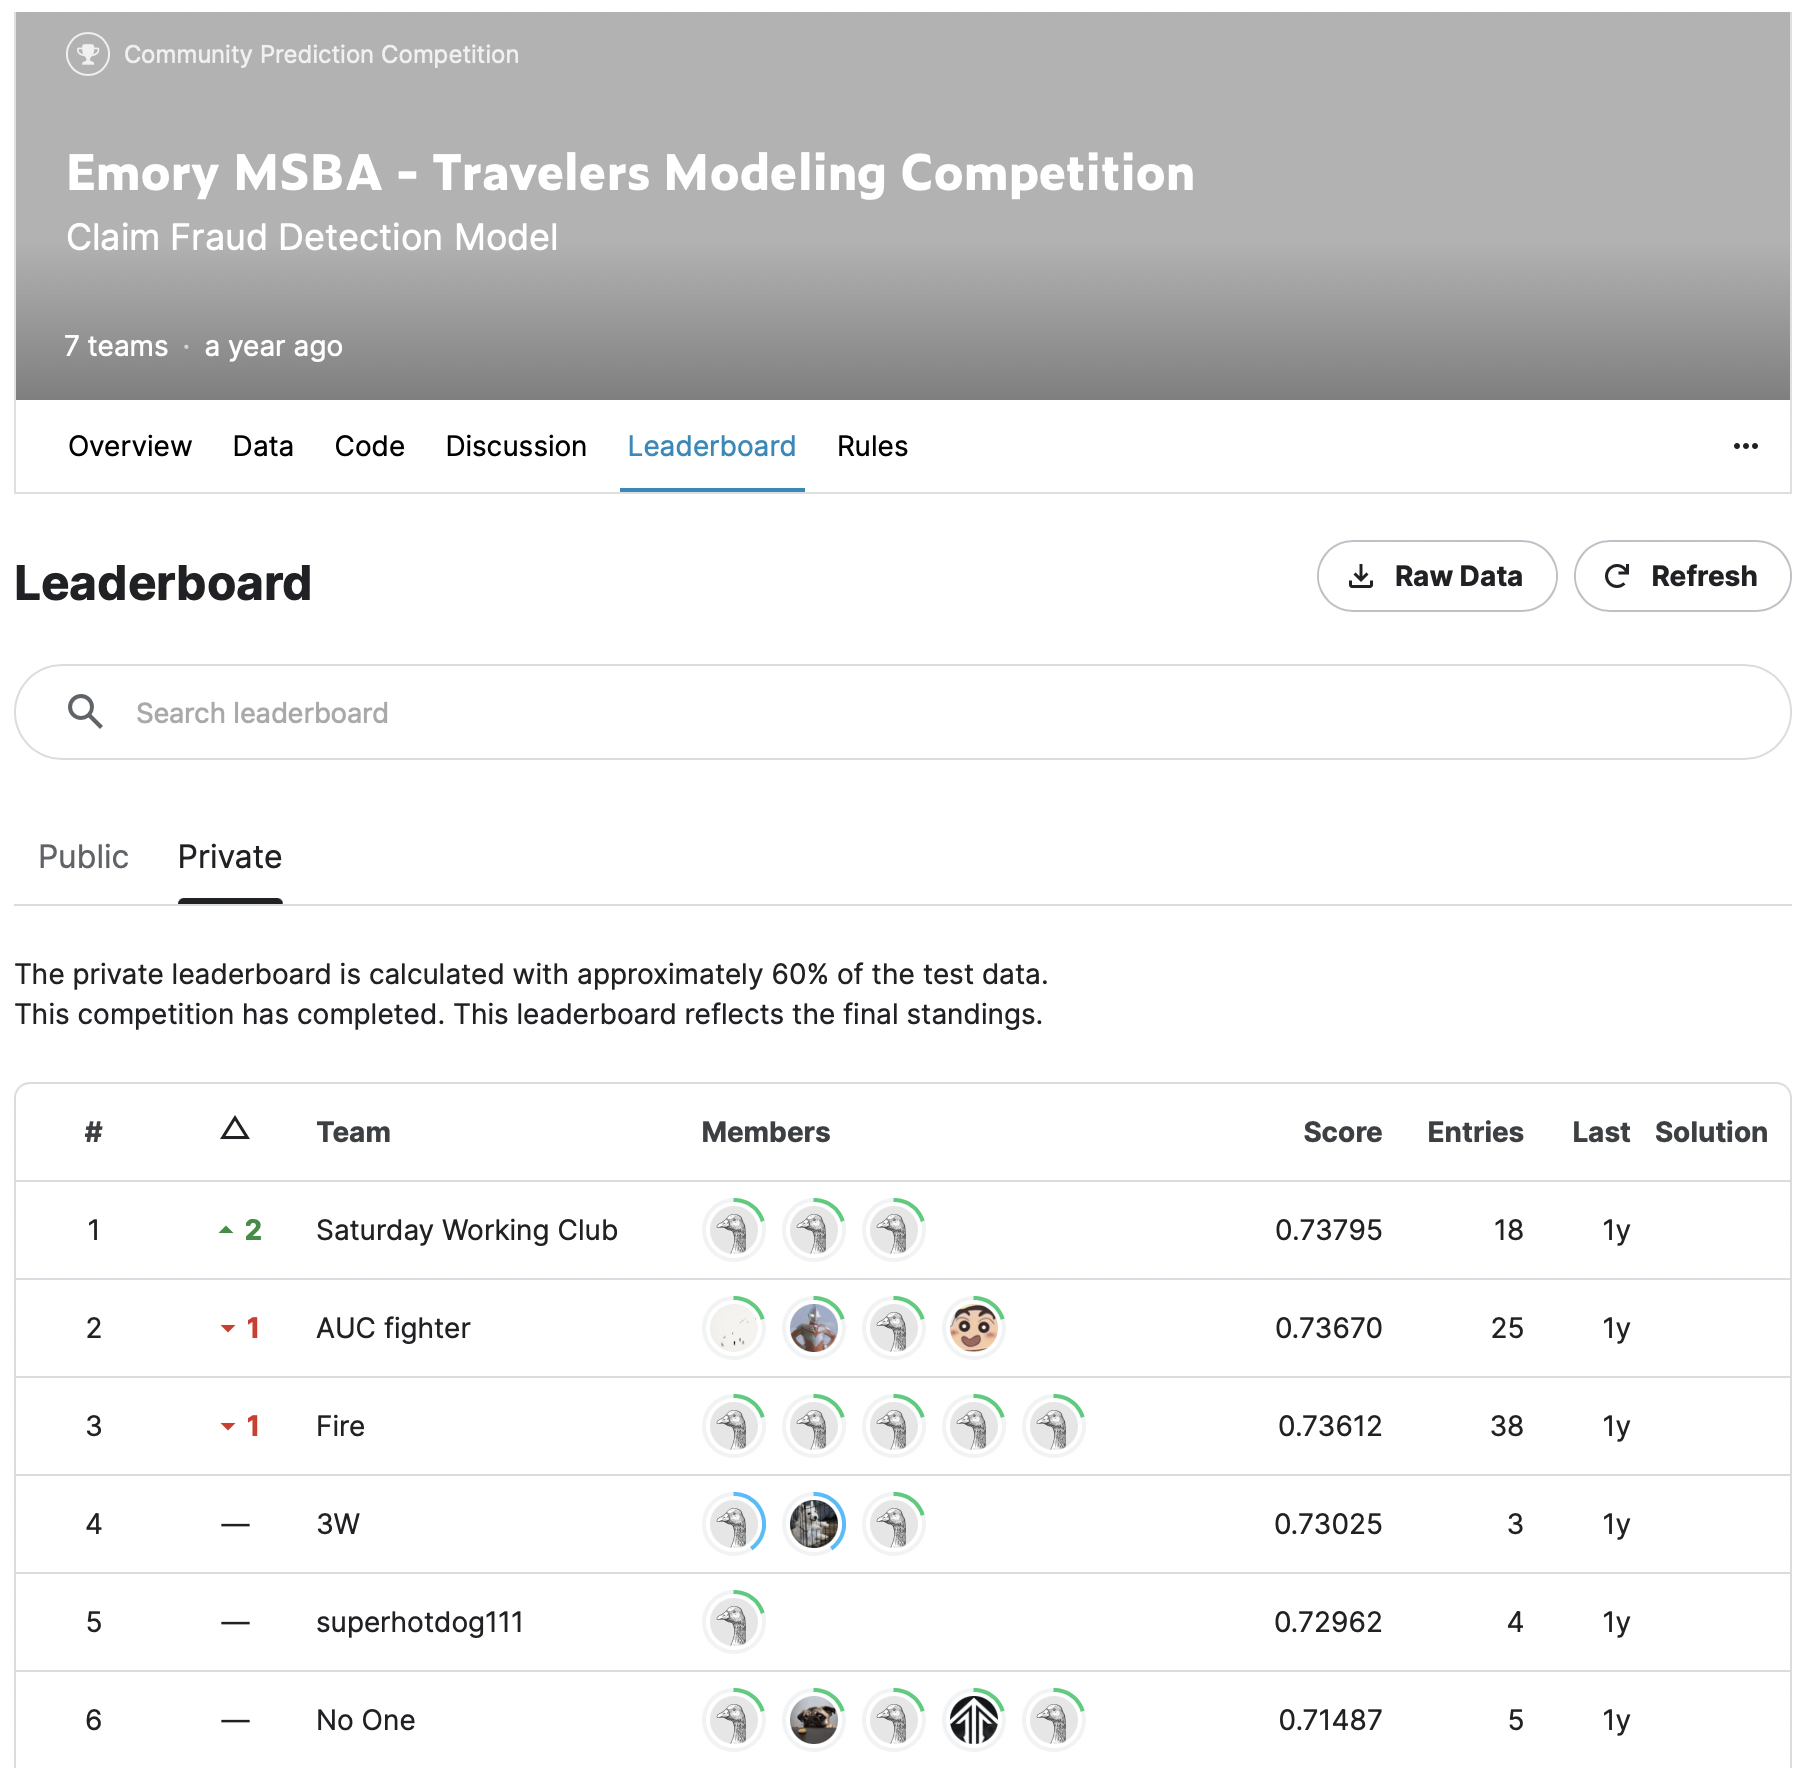 Community Prediction Competition
Emory MSBA - Travelers Modeling Competition
Claim Fraud Detection Model
7 teams · a year ago
Overview Data Code Discussion Leaderboard Rules
Leaderboard
Raw Data Refresh
Search leaderboard
Public Private
The private leaderboard is calculated with approximately 60% of the test data.
This competition has completed. This leaderboard reflects the final standings.
# △ Team Members Score Entries Last Solution
1 2 Saturday Working Club 0.73795 18 1y
2 1 AUC fighter 0.73670 25 1y
3 1 Fire 0.73612 38 1y
4 — 3W 0.73025 3 1y
5 — superhotdog111 0.72962 4 1y
6 — No One 0.71487 5 1y